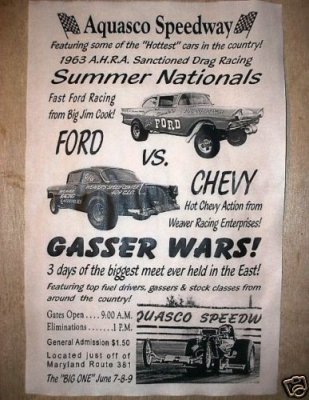 Aquasco Speedway
Featuring some of the "Hottest" cars in the country!
1963 A.H.R.A. Sanctioned Drag Racing
Summer Nationals
Fast Ford Racing
from Big Jim Cook!
FORD
FORD
VS.
CHEVY
Hot Chevy Action from
Weaver Racing Enterprises!
GASSER WARS!
3 days of the biggest meet ever held in the East!
Featuring top fuel drivers, gassers & stock classes from
around the country!
Gates Open .... 9.00 A.M.
Eliminations ........ 1 P.M.
General Admission $1.50
Located just off of
Maryland Route 381
The "BIG ONE" June 7-8-9
QUASCO SPEEDW